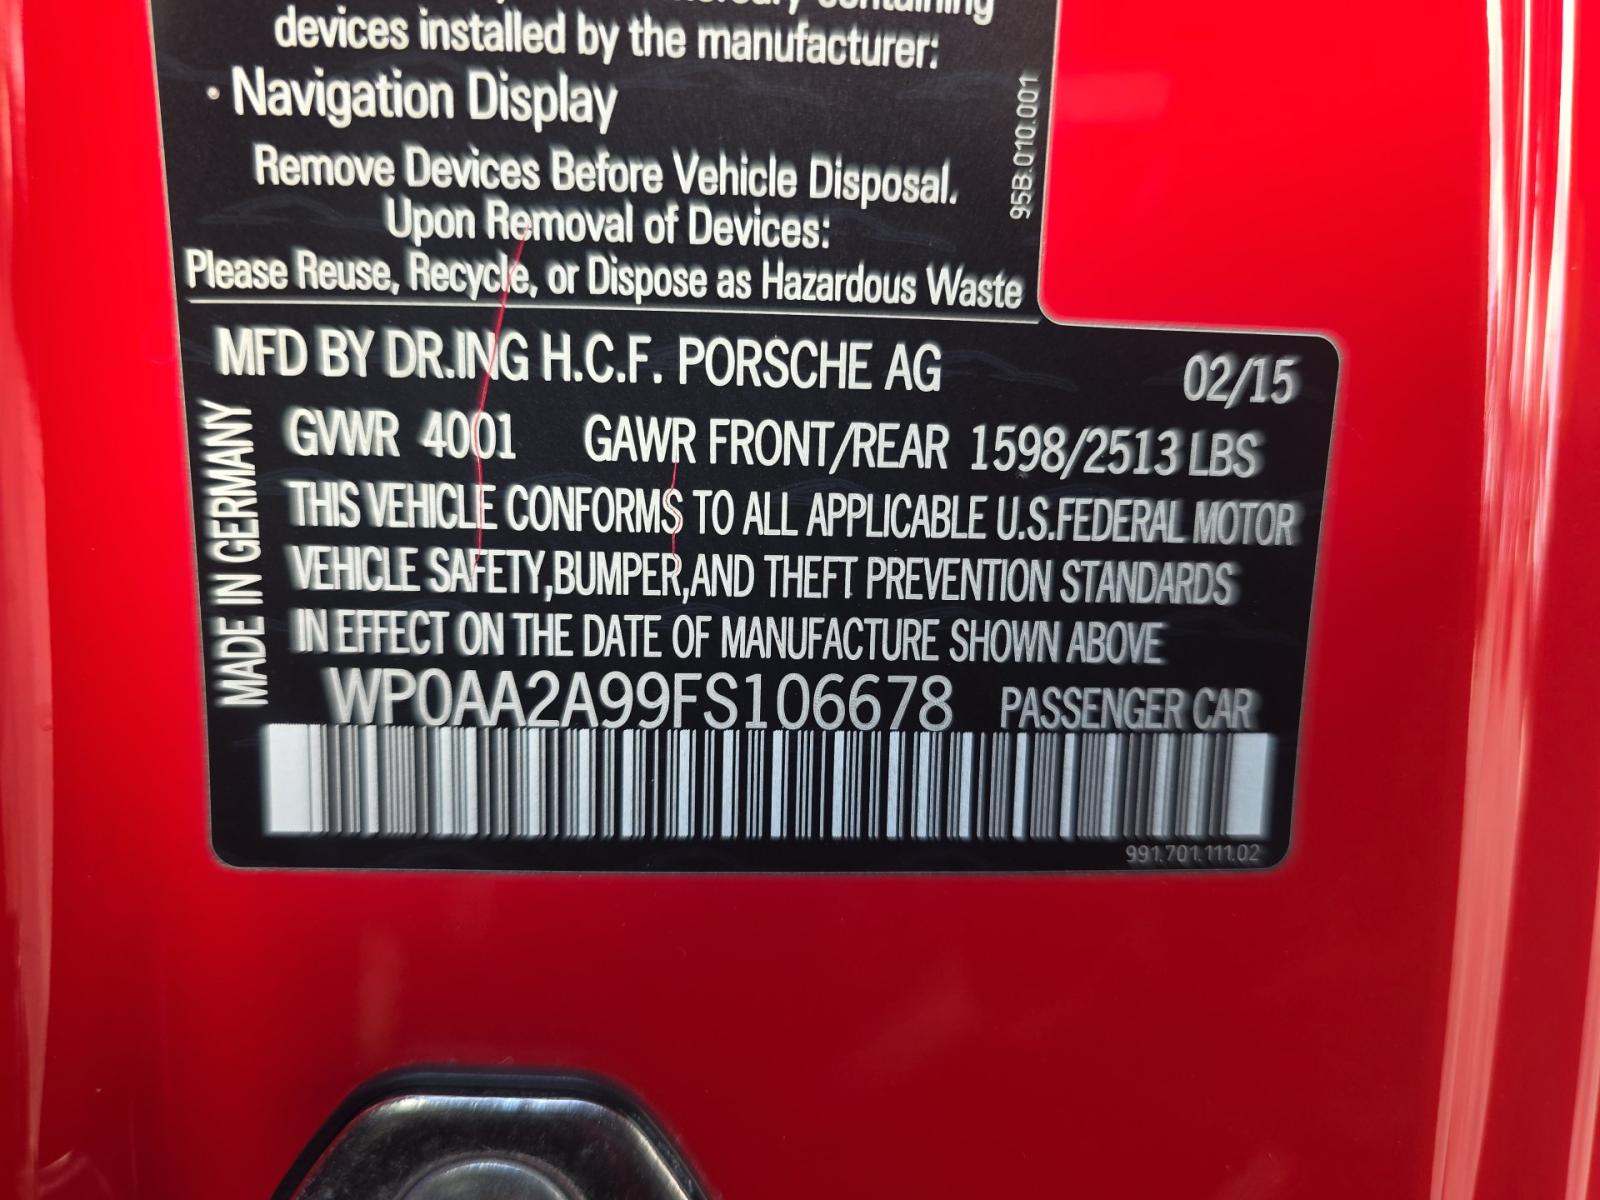 containing
devices installed by the manufacturer:
· Navigation Display
Remove Devices Before Vehicle Disposal.
Upon Removal of Devices:
Please Reuse, Recycle, or Dispose as Hazardous Waste
95B.010.001
MFD BY DR.ING H.C.F. PORSCHE AG 02/15
GVWR 4001 GAWR FRONT/REAR 1598/2513 LBS
THIS VEHICLE CONFORMS TO ALL APPLICABLE U.S.FEDERAL MOTOR
VEHICLE SAFETY,BUMPER,AND THEFT PREVENTION STANDARDS
IN EFFECT ON THE DATE OF MANUFACTURE SHOWN ABOVE
MADE IN GERMANY
WP0AA2A99FS106678 PASSENGER CAR
991.701.111.02